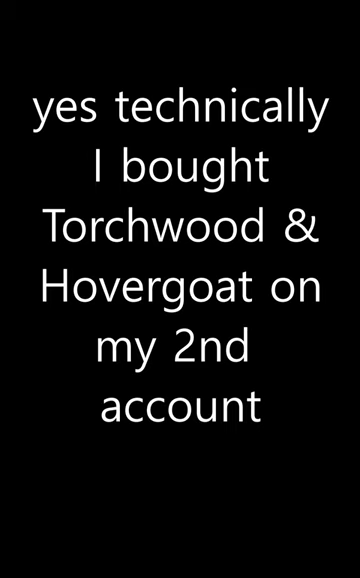 yes technically
I bought
Torchwood &
Hovergoat on
my 2nd
account